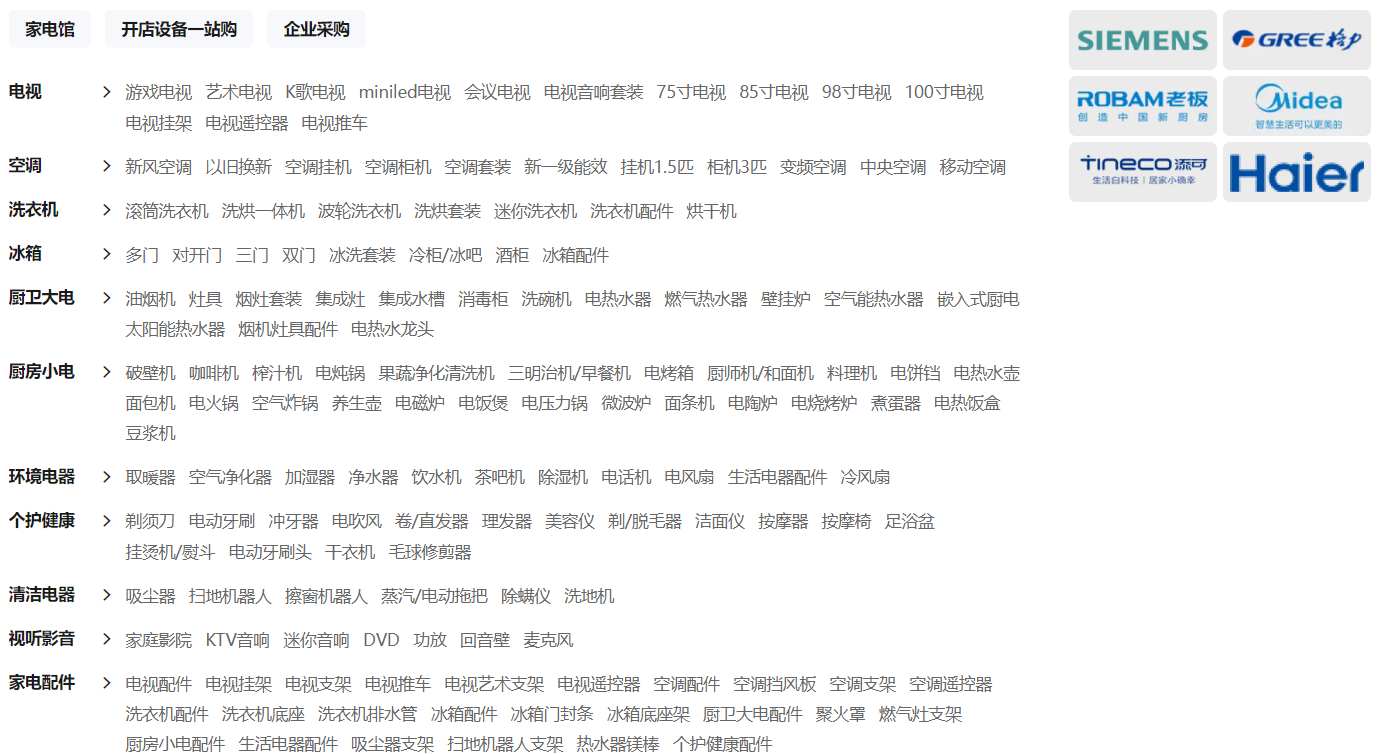 家电馆 开店设备一站购 企业采购
电视 > 游戏电视 艺术电视 K歌电视 miniled电视 会议电视 电视音响套装 75寸电视 85寸电视 98寸电视 100寸电视
电视挂架 电视遥控器 电视推车
空调 > 新风空调 以旧换新 空调挂机 空调柜机 空调套装 新一级能效 挂机1.5匹 柜机3匹 变频空调 中央空调 移动空调
洗衣机 > 滚筒洗衣机 洗烘一体机 波轮洗衣机 洗烘套装 迷你洗衣机 洗衣机配件 烘干机
冰箱 > 多门 对开门 三门 双门 冰洗套装 冷柜/冰吧 酒柜 冰箱配件
厨卫大电 > 油烟机 灶具 烟灶套装 集成灶 集成水槽 消毒柜 洗碗机 电热水器 燃气热水器 壁挂炉 空气能热水器 嵌入式厨电
太阳能热水器 烟机灶具配件 电热水龙头
厨房小电 > 破壁机 咖啡机 榨汁机 电炖锅 果蔬净化清洗机 三明治机/早餐机 电烤箱 厨师机/和面机 料理机 电饼铛 电热水壶
面包机 电火锅 空气炸锅 养生壶 电磁炉 电饭煲 电压力锅 微波炉 面条机 电陶炉 电烧烤炉 煮蛋器 电热饭盒
豆浆机
环境电器 > 取暖器 空气净化器 加湿器 净水器 饮水机 茶吧机 除湿机 电话机 电风扇 生活电器配件 冷风扇
个护健康 > 剃须刀 电动牙刷 冲牙器 电吹风 卷/直发器 理发器 美容仪 剃/脱毛器 洁面仪 按摩器 按摩椅 足浴盆
挂烫机/熨斗 电动牙刷头 干衣机 毛球修剪器
清洁电器 > 吸尘器 扫地机器人 擦窗机器人 蒸汽/电动拖把 除螨仪 洗地机
视听影音 > 家庭影院 KTV音响 迷你音响 DVD 功放 回音壁 麦克风
家电配件 > 电视配件 电视挂架 电视支架 电视推车 电视艺术支架 电视遥控器 空调配件 空调挡风板 空调支架 空调遥控器
洗衣机配件 洗衣机底座 洗衣机排水管 冰箱配件 冰箱门封条 冰箱底座架 厨卫大电配件 聚火罩 燃气灶支架
厨房小电配件 生活电器配件 吸尘器支架 扫地机器人支架 热水器镁棒 个护健康配件
SIEMENS GREE格力
ROBAM老板
创造中国新厨房
Midea
智慧生活可以更美的
TINECO添可
生活白科技 | 居家小确幸
Haier